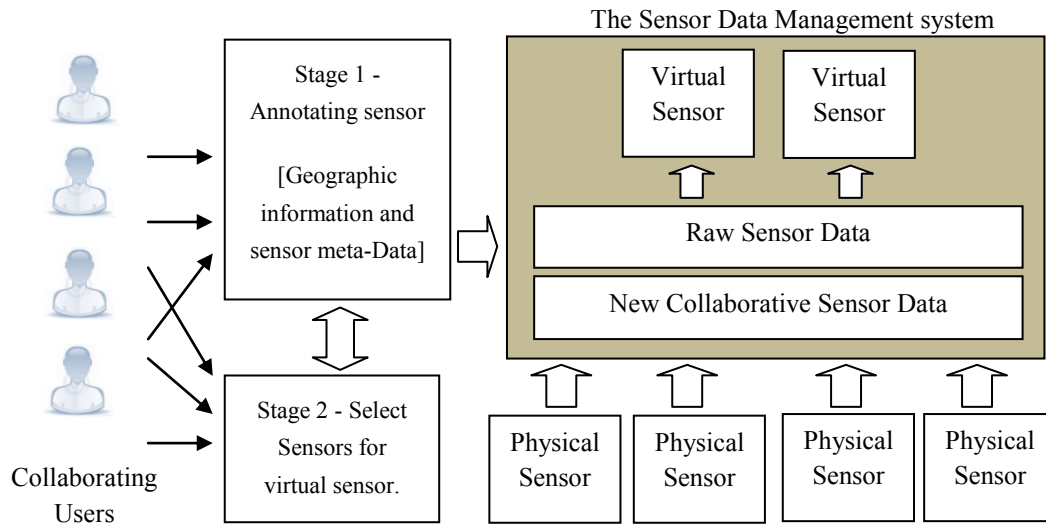 The Sensor Data Management system
Stage 1 -
Annotating sensor
[Geographic
information and
sensor meta-Data]
Virtual
Sensor
Virtual
Sensor
Raw Sensor Data
New Collaborative Sensor Data
Stage 2 - Select
Sensors for
virtual sensor.
Physical
Sensor
Physical
Sensor
Physical
Sensor
Physical
Sensor
Collaborating
Users